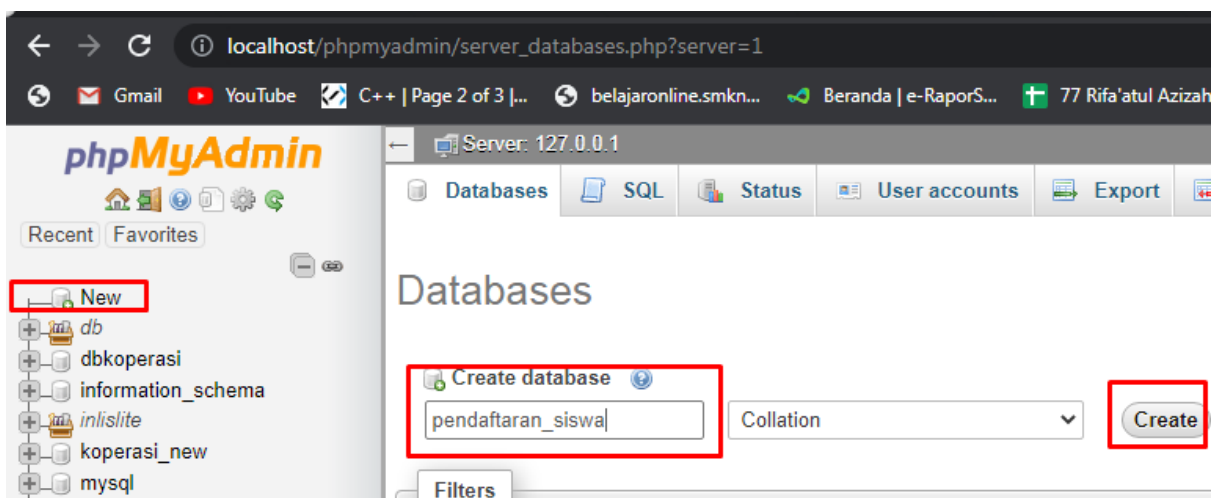 localhost/phpmyadmin/server_databases.php?server=1
Gmail YouTube C++ | Page 2 of 3 |... belajaronline.smkn... Beranda | e-RaporS... 77 Rifa'atul Azizah
phpMyAdmin
Recent Favorites
New
db
dbkoperasi
information_schema
inlislite
koperasi_new
mysql
Server: 127.0.0.1
Databases SQL Status User accounts Export
Databases
Create database
pendaftaran_siswa Collation Create
Filters